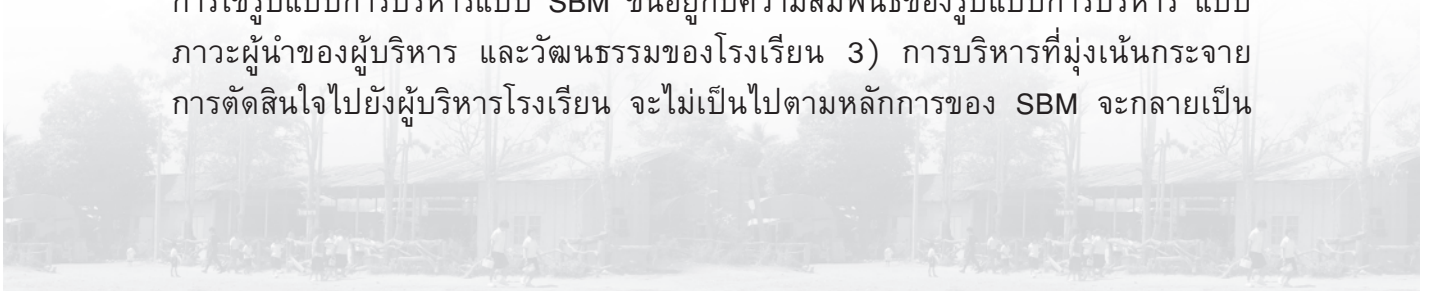 การใช้รูปแบบการบริหารแบบ SBM ขึ้นอยู่กับความสัมพันธ์ของรูปแบบการบริหาร แบบ
ภาวะผู้นำของผู้บริหาร และวัฒนธรรมของโรงเรียน 3) การบริหารที่มุ่งเน้นกระจาย
การตัดสินใจไปยังผู้บริหารโรงเรียน จะไม่เป็นไปตามหลักการของ SBM จะกลายเป็น